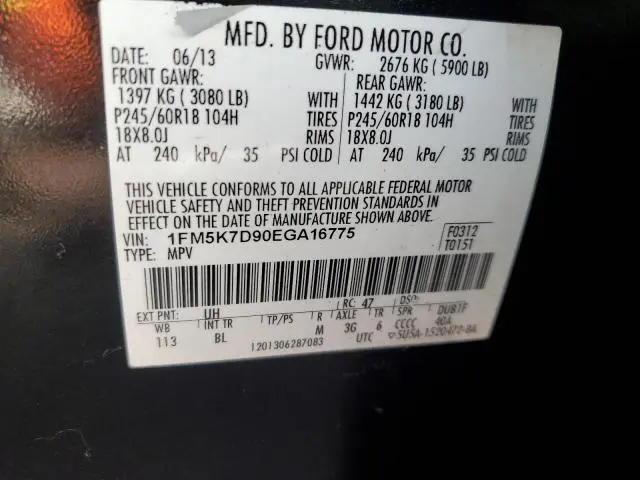 MFD. BY FORD MOTOR CO.
DATE: 06/13 GVWR: 2676 KG ( 5900 LB)
FRONT GAWR: REAR GAWR:
1397 KG ( 3080 LB) WITH 1442 KG ( 3180 LB) WITH
P245/60R18 104H TIRES P245/60R18 104H TIRES
18X8.0J RIMS 18X8.0J RIMS
AT 240 kPa/ 35 PSI COLD AT 240 kPa/ 35 PSI COLD
THIS VEHICLE CONFORMS TO ALL APPLICABLE FEDERAL MOTOR
VEHICLE SAFETY AND THEFT PREVENTION STANDARDS IN
EFFECT ON THE DATE OF MANUFACTURE SHOWN ABOVE.
VIN: 1FM5K7D90EGA16775 F0312
TYPE: MPV T0151
EXT PNT: UH RC: 47 DSO:
WB INT TR TP/PS R AXLE TR SPR DUBTF
113 BL M 3G 6 CCCC 40A
1201306287083 UTC